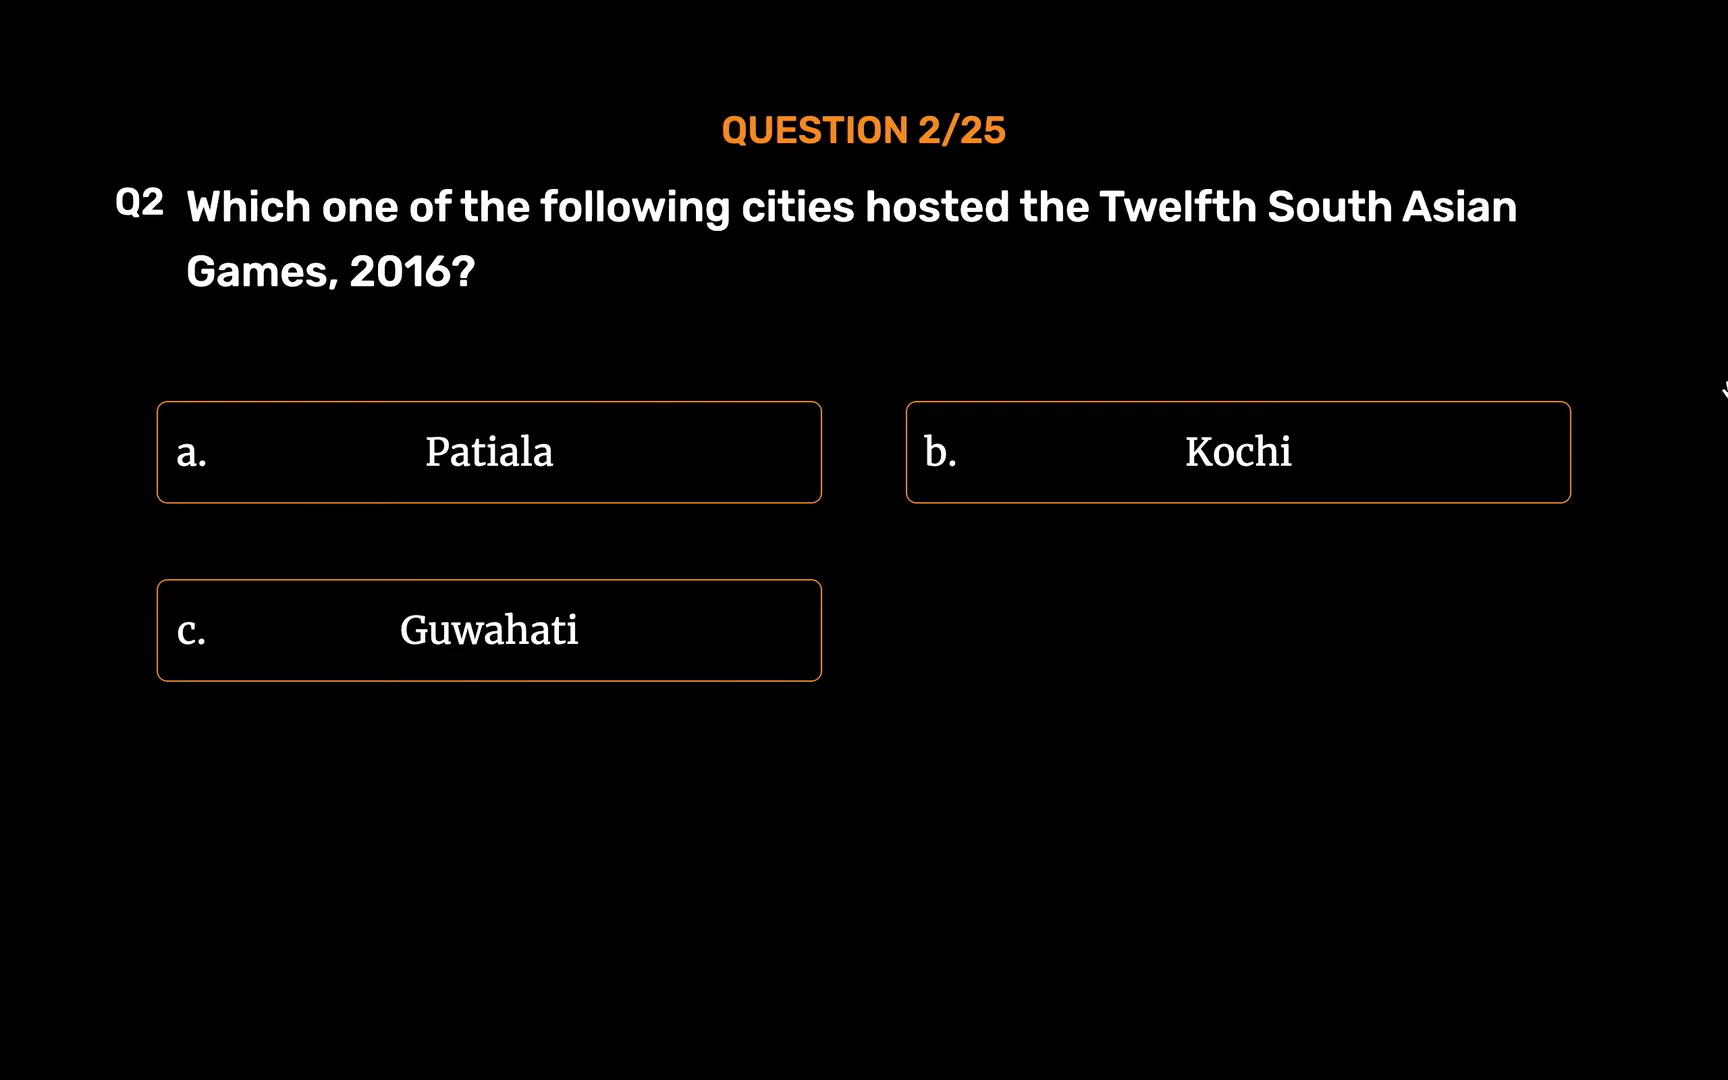 QUESTION 2/25
Q2 Which one of the following cities hosted the Twelfth South Asian
Games, 2016?
a. Patiala
b. Kochi
c. Guwahati